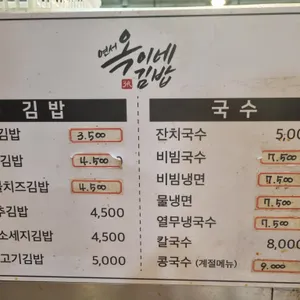 연서 옥이네 김밥
김밥
김밥 3.500
김밥 4.500
치즈김밥 4.500
추김밥 4,500
소세지김밥 4,500
고기김밥 5,000
국수
잔치국수 5,00
비빔국수 7.500
비빔냉면 7.500
물냉면 7.500
열무냉국수 7.500
칼국수 8,000
콩국수 (계절메뉴) 9.000